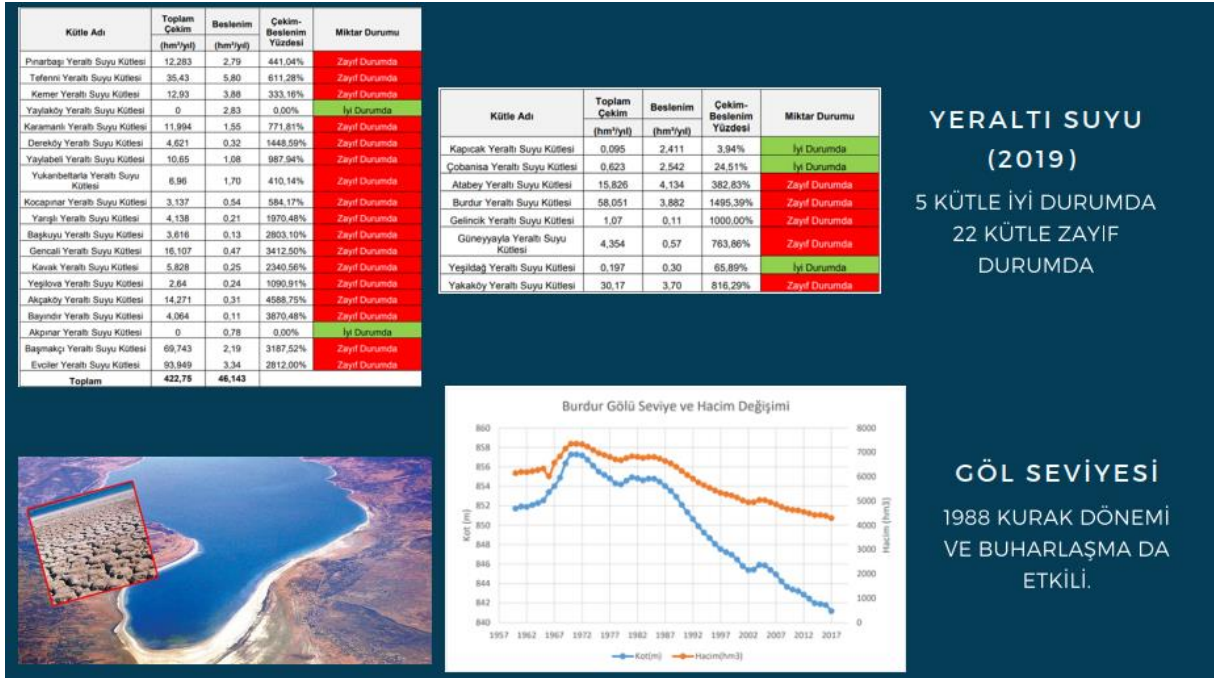 Kütle Adı Toplam Çekim Beslenim Çekim-Beslenim Yüzdesi Miktar Durumu
(hm³/yıl) (hm³/yıl)
Pınarbaşı Yeraltı Suyu Kütlesi 12,283 2,79 441,04% Zayıf Durumda
Tefenni Yeraltı Suyu Kütlesi 35,43 5,80 611,28% Zayıf Durumda
Kemer Yeraltı Suyu Kütlesi 12,93 3,88 333,16% Zayıf Durumda
Yaylaköy Yeraltı Suyu Kütlesi 0 2,83 0,00% İyi Durumda
Karamanlı Yeraltı Suyu Kütlesi 11,994 1,55 771,81% Zayıf Durumda
Dereköy Yeraltı Suyu Kütlesi 4,621 0,32 1448,59% Zayıf Durumda
Yaylabeli Yeraltı Suyu Kütlesi 10,65 1,08 987,94% Zayıf Durumda
Yukarıbeltarla Yeraltı Suyu Kütlesi 6,96 1,70 410,14% Zayıf Durumda
Kocapınar Yeraltı Suyu Kütlesi 3,137 0,54 584,17% Zayıf Durumda
Yarışlı Yeraltı Suyu Kütlesi 4,138 0,21 1970,48% Zayıf Durumda
Başkuyu Yeraltı Suyu Kütlesi 3,616 0,13 2803,10% Zayıf Durumda
Gencali Yeraltı Suyu Kütlesi 16,107 0,47 3412,50% Zayıf Durumda
Kavak Yeraltı Suyu Kütlesi 5,828 0,25 2340,56% Zayıf Durumda
Yeşilova Yeraltı Suyu Kütlesi 2,64 0,24 1090,91% Zayıf Durumda
Akçaköy Yeraltı Suyu Kütlesi 14,271 0,31 4588,75% Zayıf Durumda
Bayındır Yeraltı Suyu Kütlesi 4,064 0,11 3870,48% Zayıf Durumda
Akpınar Yeraltı Suyu Kütlesi 0 0,78 0,00% İyi Durumda
Başmakçı Yeraltı Suyu Kütlesi 69,743 2,19 3187,52% Zayıf Durumda
Evciler Yeraltı Suyu Kütlesi 93,949 3,34 2812,00% Zayıf Durumda
Toplam 422,75 46,143
Kütle Adı Toplam Çekim Beslenim Çekim-Beslenim Yüzdesi Miktar Durumu
(hm³/yıl) (hm³/yıl)
Kapıcak Yeraltı Suyu Kütlesi 0,095 2,411 3,94% İyi Durumda
Çobanisa Yeraltı Suyu Kütlesi 0,623 2,542 24,51% İyi Durumda
Atabey Yeraltı Suyu Kütlesi 15,826 4,134 382,83% Zayıf Durumda
Burdur Yeraltı Suyu Kütlesi 58,051 3,882 1495,39% Zayıf Durumda
Gelincik Yeraltı Suyu Kütlesi 1,07 0,11 1000,00% Zayıf Durumda
Güneyyayla Yeraltı Suyu Kütlesi 4,354 0,57 763,86% Zayıf Durumda
Yeşildağ Yeraltı Suyu Kütlesi 0,197 0,30 65,89% İyi Durumda
Yakaköy Yeraltı Suyu Kütlesi 30,17 3,70 816,29% Zayıf Durumda
YERALTI SUYU
(2019)
5 KÜTLE İYİ DURUMDA
22 KÜTLE ZAYIF
DURUMDA
Burdur Gölü Seviye ve Hacim Değişimi
860 858 856 854 852 850 848 846 844 842 840
Kot (m)
8000 7000 6000 5000 4000 3000 2000 1000 0
Hacim (hm3)
1957 1962 1967 1972 1977 1982 1987 1992 1997 2002 2007 2012 2017
Kot(m) Hacim(hm3)
GÖL SEVİYESİ
1988 KURAK DÖNEMİ
VE BUHARLAŞMA DA
ETKİLİ.